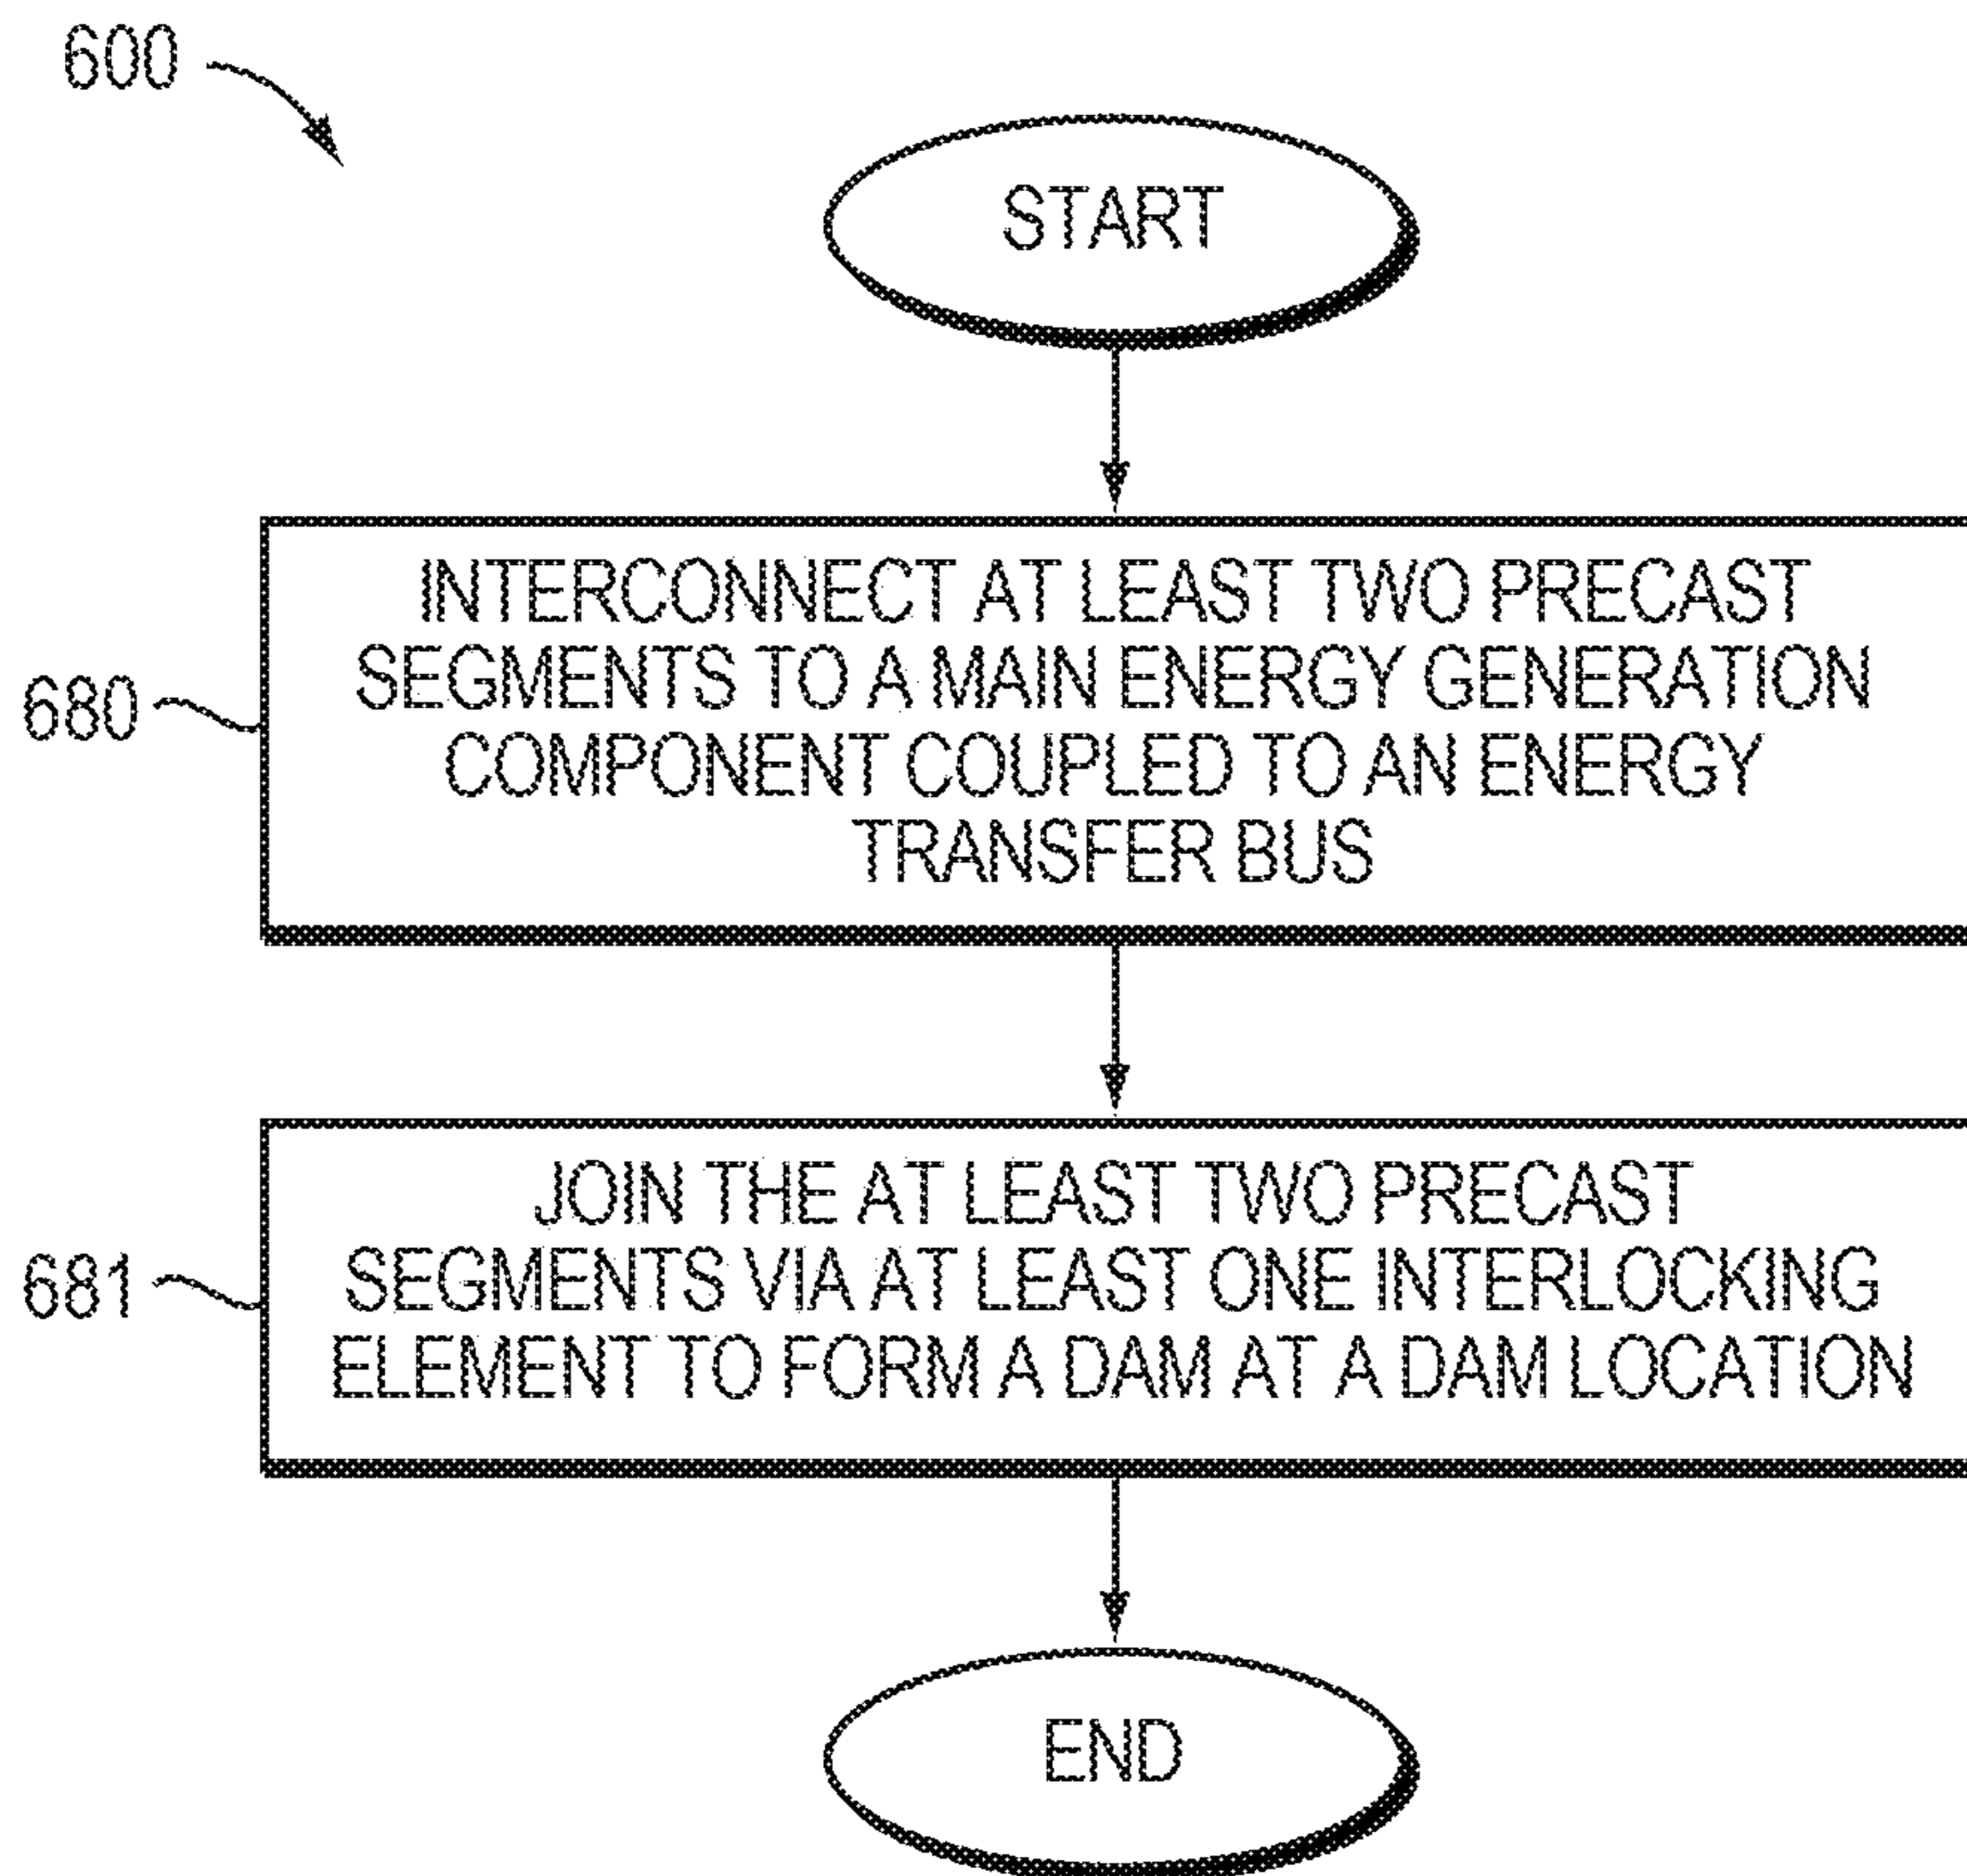 600
START
INTERCONNECT AT LEAST TWO PRECAST
SEGMENTS TO A MAIN ENERGY GENERATION
680
COMPONENT COUPLED TO AN ENERGY
TRANSFER BUS
JOIN THE AT LEAST TWO PRECAST
681
SEGMENTS VIA AT LEAST ONE INTERLOCKING
ELEMENT TO FORM A DAM AT A DAM LOCATION
END